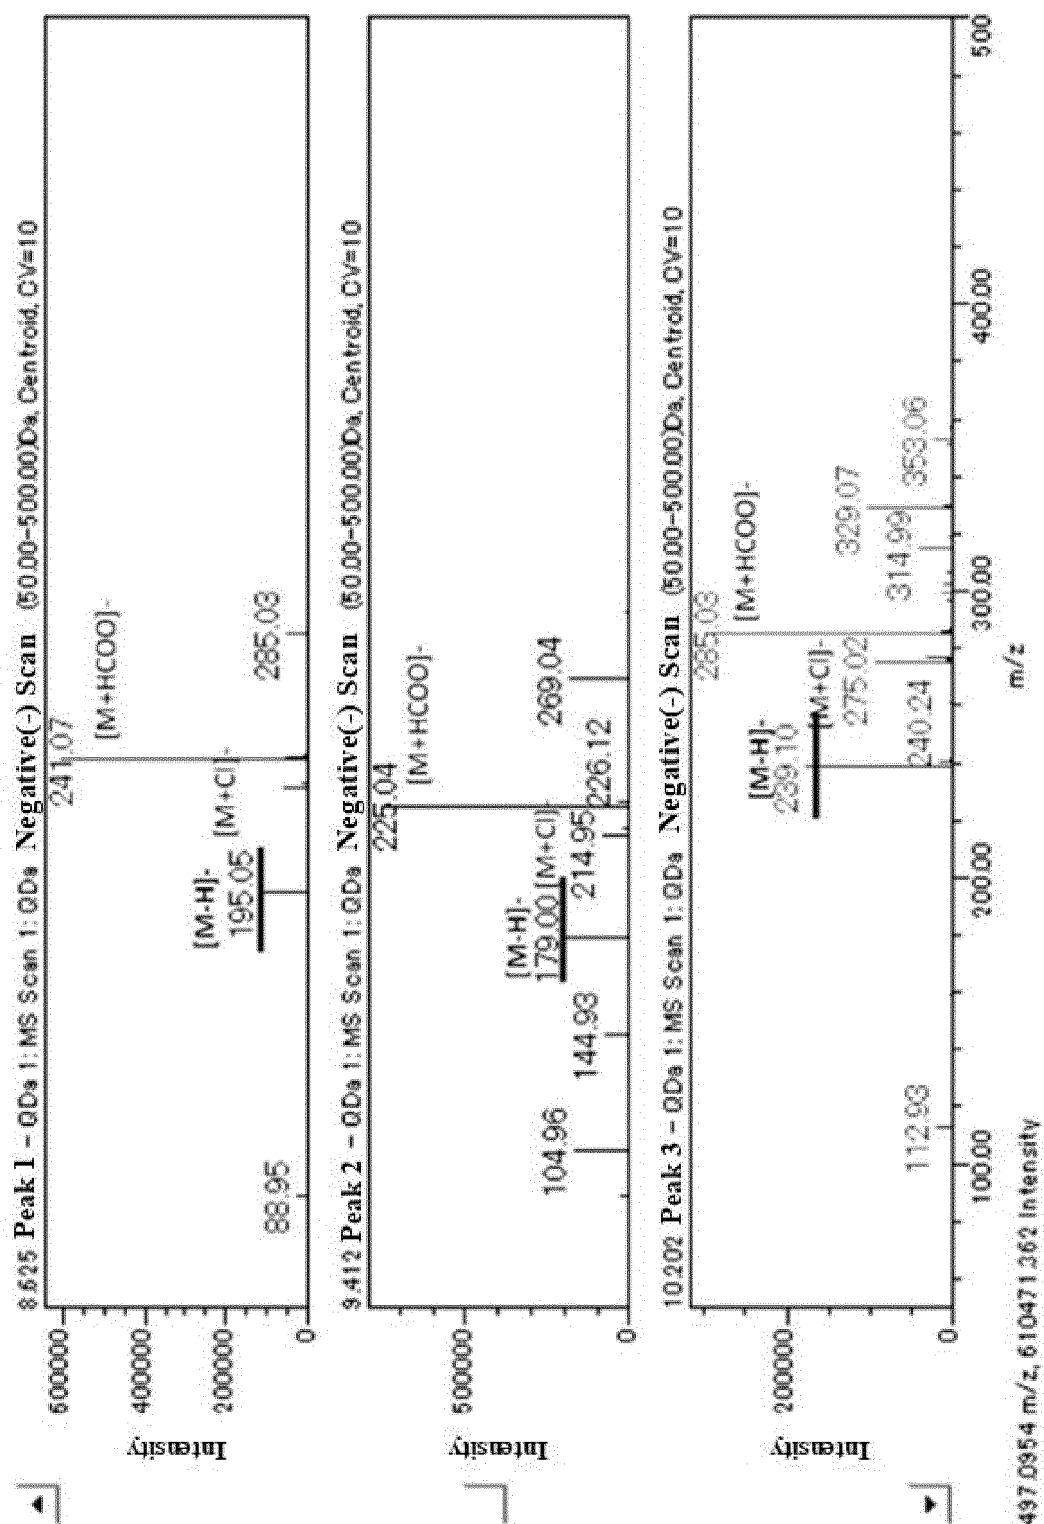 8.625 Peak 1 - QDa 1: MS Scan 1: QDa Negative(-) Scan (50.00-500.00)Da, Centroid, CV=10
600000
400000
200000
0
Intensity
241.07
[M+HCOO]-
[M+Cl]-
[M-H]-
195.05
285.03
88.95
9.412 Peak 2 - QDa 1: MS Scan 1: QDa Negative(-) Scan (50.00-500.00)Da, Centroid, CV=10
500000
0
Intensity
225.04
[M+HCOO]-
[M-H]-
179.00
[M+Cl]-
269.04
214.95
226.12
144.93
104.96
10.202 Peak 3 - QDa 1: MS Scan 1: QDa Negative(-) Scan (50.00-500.00)Da, Centroid, CV=10
200000
0
Intensity
285.03
[M+HCOO]-
[M-H]-
239.10
[M+Cl]-
275.02
329.07
314.99
353.06
240.24
112.93
100.00
200.00
300.00
400.00
500
m/z
497.0954 m/z, 610471.362 Intensity